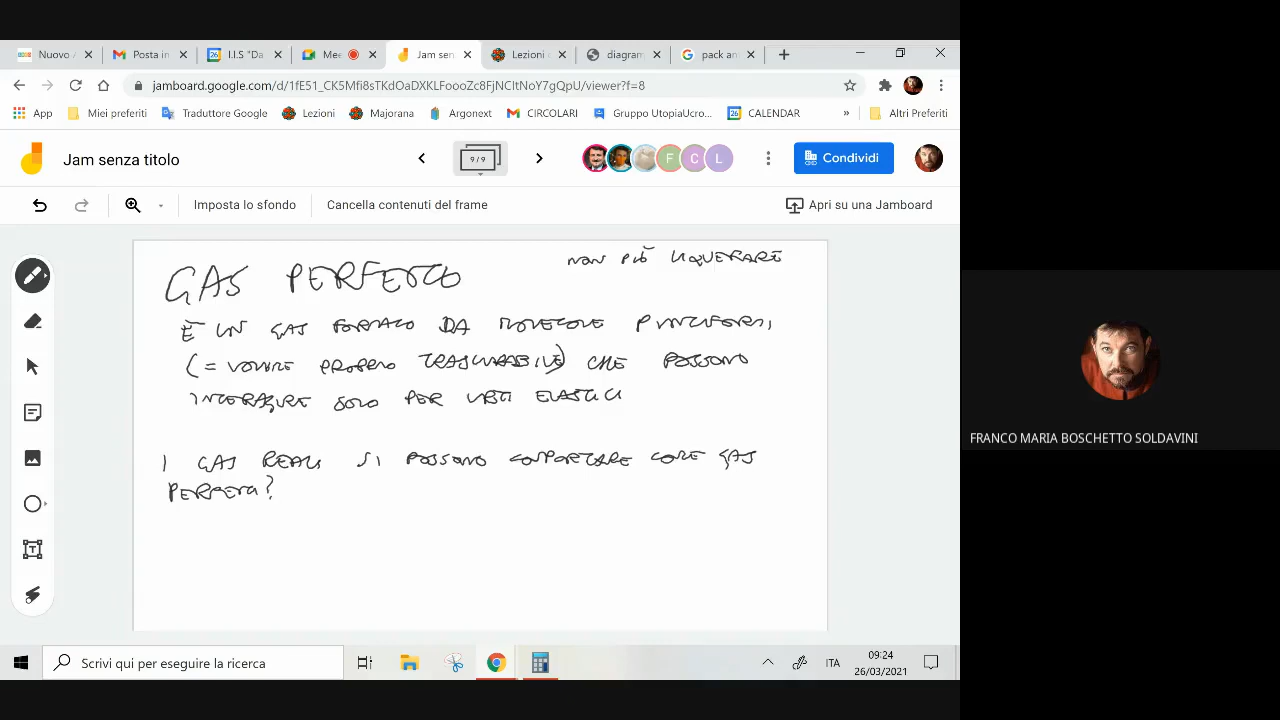 Nuovo A
Posta in
I.I.S "Da
Mee
Jam sen
Lezioni
diagram
pack an
jamboard.google.com/d/1fE51_CK5Mfi8sTKdOaDXKLFoooZc8FjNCItNoY7gQpU/viewer?f=8
App
Miei preferiti
Traduttore Google
Lezioni
Majorana
Argonext
CIRCOLARI
Gruppo UtopiaUcro...
CALENDAR
»
Altri Preferiti
Jam senza titolo
9/9
F C L
Condividi
Imposta lo sfondo
Cancella contenuti del frame
Apri su una Jamboard
NON PUÒ LIQUEFARE
GAS PERFETTO
È UN GAS FORMATO DA MOLECOLE PUNTIFORMI
(= VOLUME PROPRIO TRASCURABILE) CHE POSSONO
INTERAGIRE SOLO PER URTI ELASTICI
I GAS REALI SI POSSONO COMPORTARE COME GAS
PERFETTI?
FRANCO MARIA BOSCHETTO SOLDAVINI
Scrivi qui per eseguire la ricerca
ITA
09:24
26/03/2021